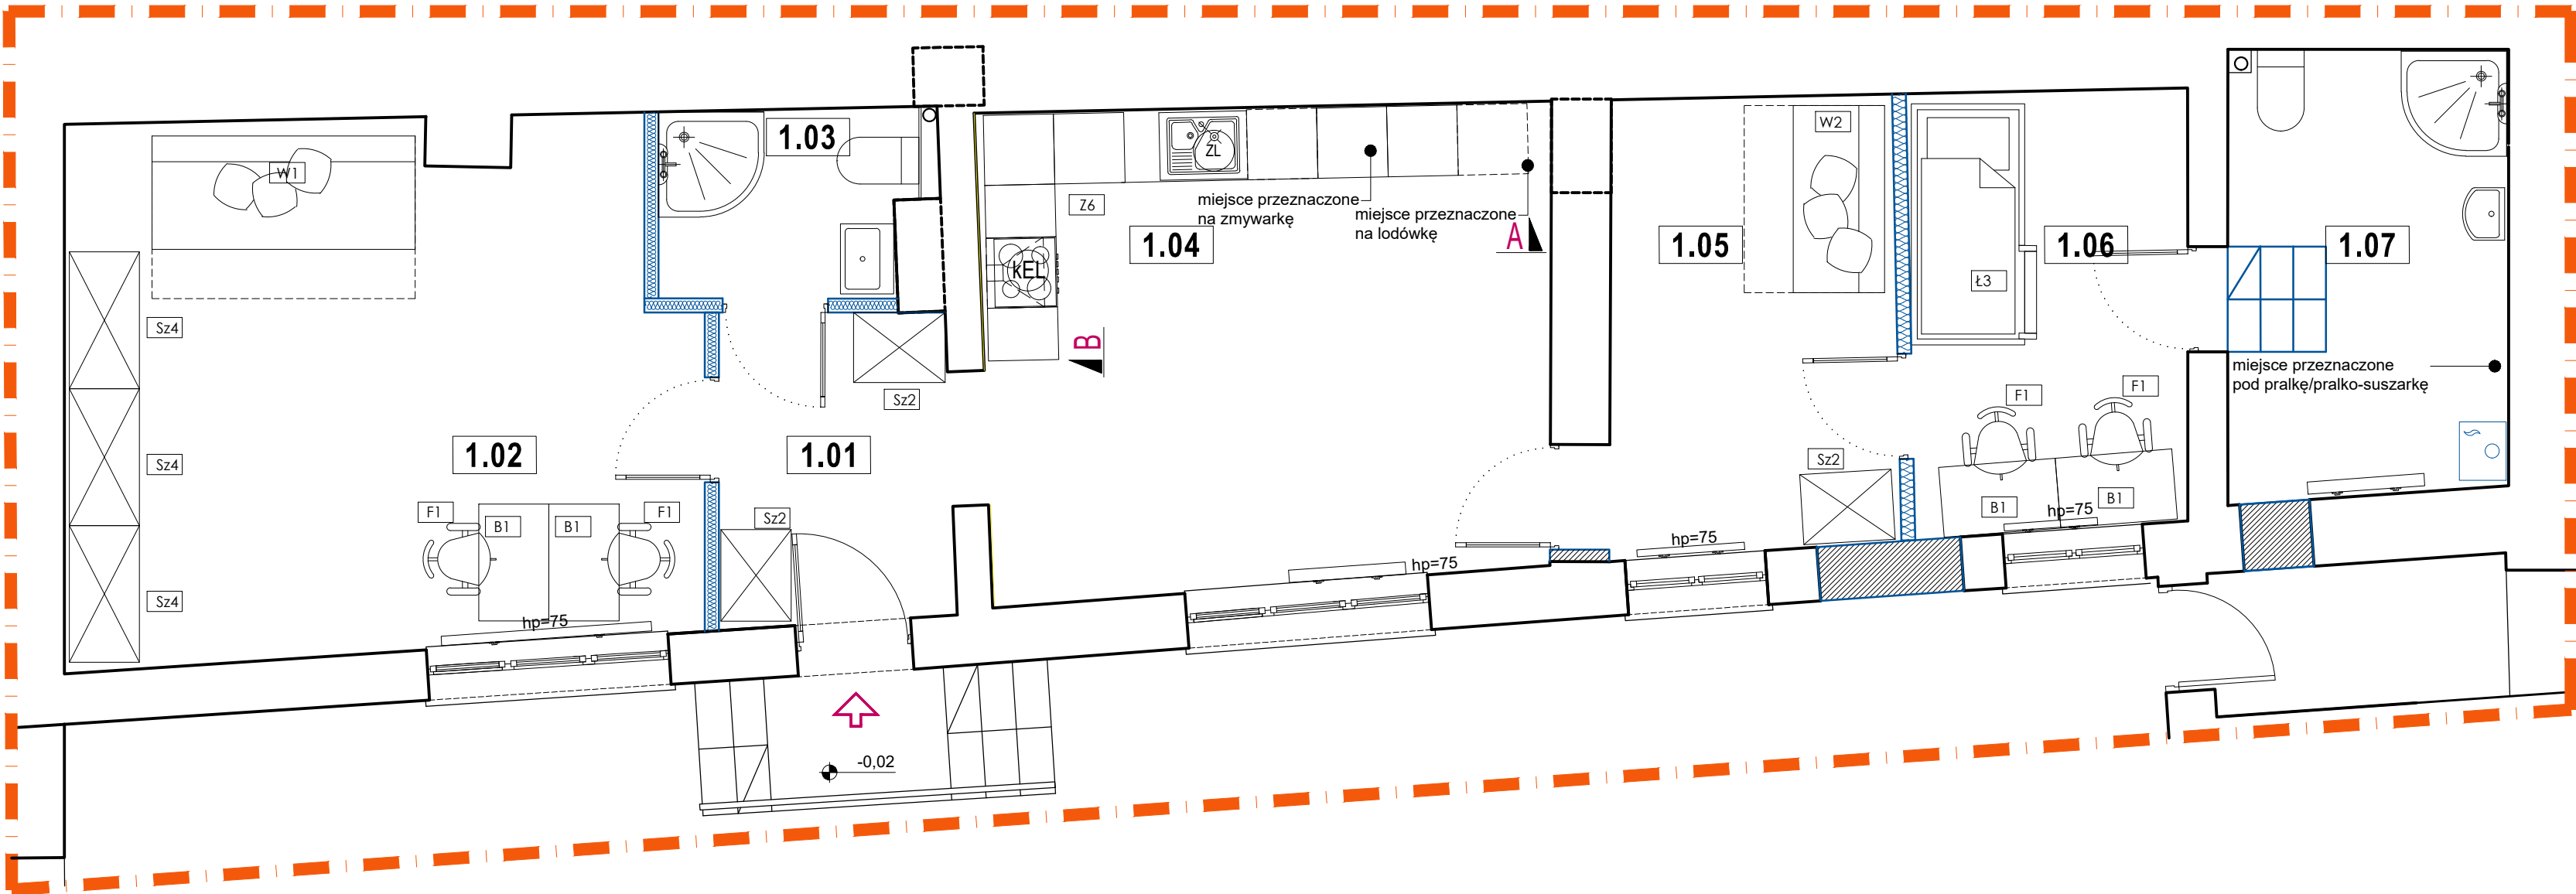 1.03
W1
W2
ŻL
Z6
miejsce przeznaczone
na zmywarkę
miejsce przeznaczone
na lodówkę
A
1.04
1.05
1.06
1.07
kEL
Ł3
Sz4
B
miejsce przeznaczone
pod pralkę/pralko-suszarkę
Sz2
F1
F1
1.02
1.01
Sz4
Sz2
F1
B1
B1
F1
Sz2
B1
B1
hp=75
hp=75
hp=75
Sz4
hp=75
-0,02